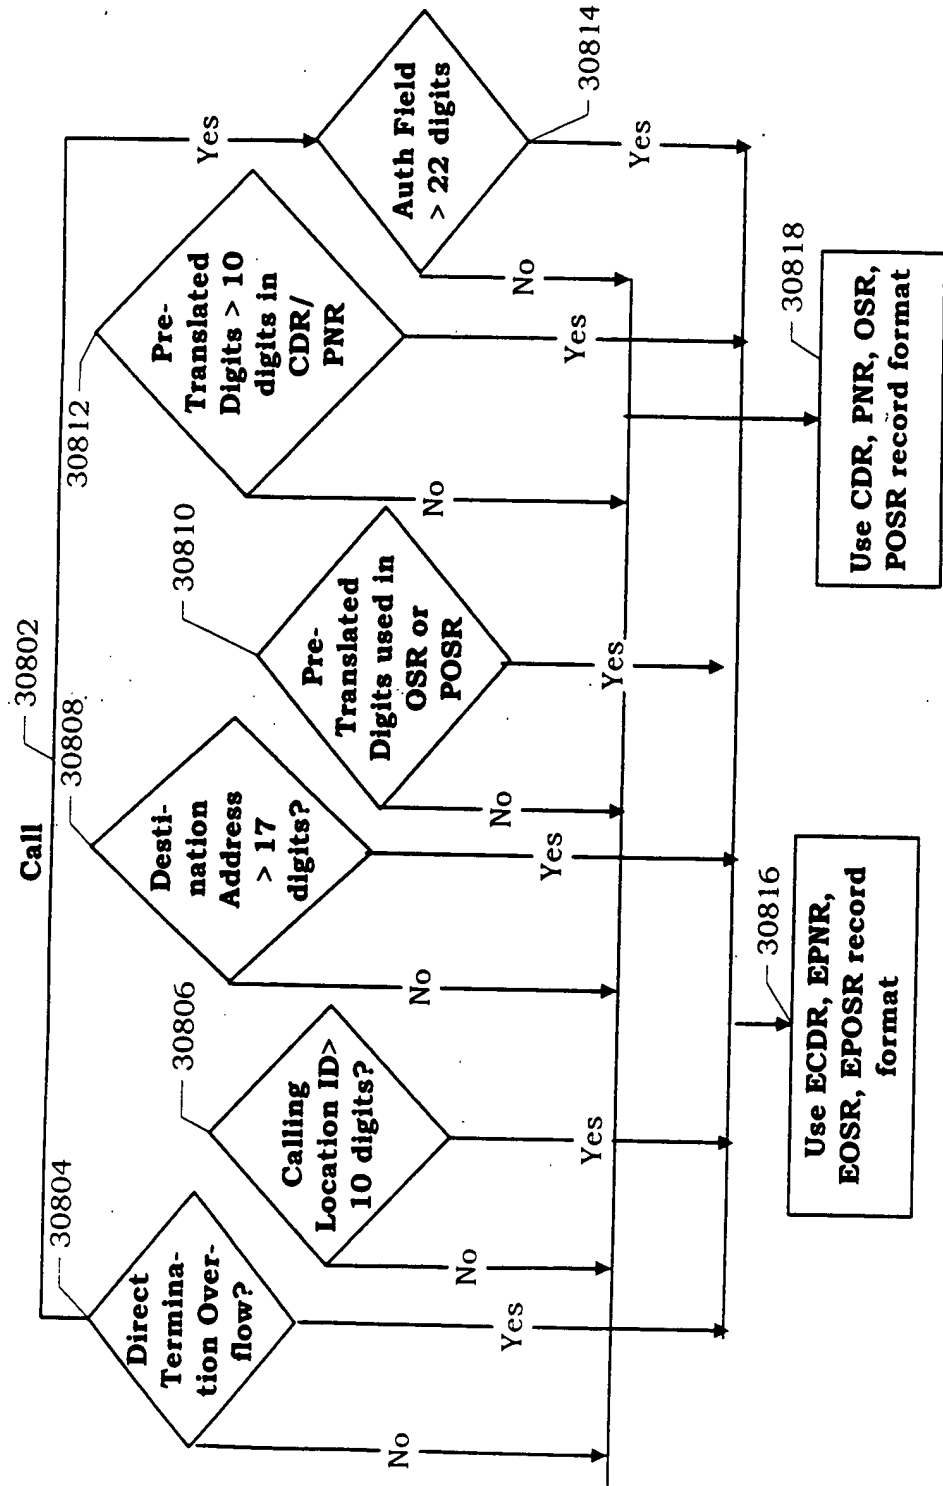 Call
30802
30804
Direct
Termina-
tion Over-
flow?
No
Yes
30806
Calling
Location ID>
10 digits?
No
Yes
30808
Desti-
nation
Address
> 17
digits?
No
Yes
30810
Pre-
Translated
Digits used in
OSR or
POSR
No
Yes
30812
Pre-
Translated
Digits > 10
digits in
CDR/
PNR
No
Yes
Yes
Auth Field
> 22 digits
30814
No
Yes
30816
Use ECDR, EPNR,
EOSR, EPOSR record
format
30818
Use CDR, PNR, OSR,
POSR record format